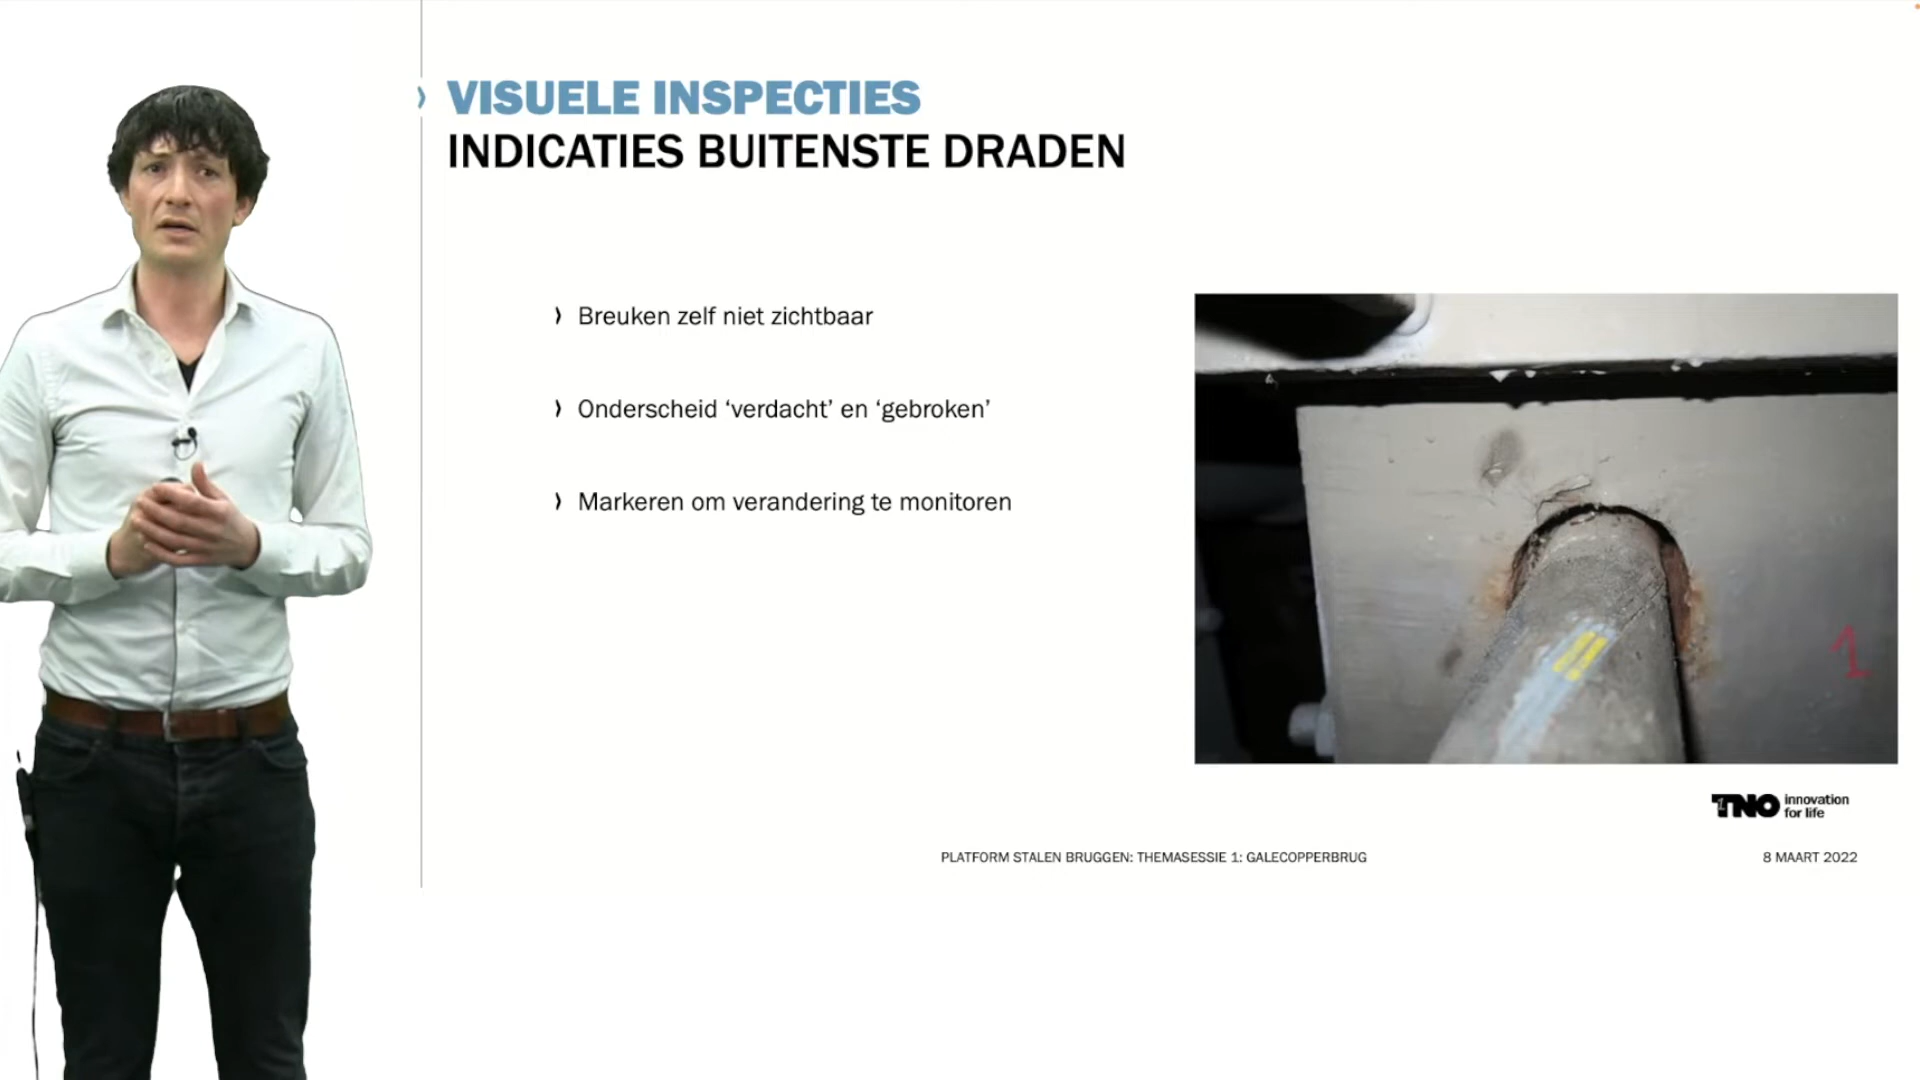 VISUELE INSPECTIES
INDICATIES BUITENSTE DRADEN
Breuken zelf niet zichtbaar
Onderscheid ‘verdacht’ en ‘gebroken’
Markeren om verandering te monitoren
1
TNO innovation
for life
PLATFORM STALEN BRUGGEN: THEMASESSIE 1: GALECOPPERBRUG
8 MAART 2022